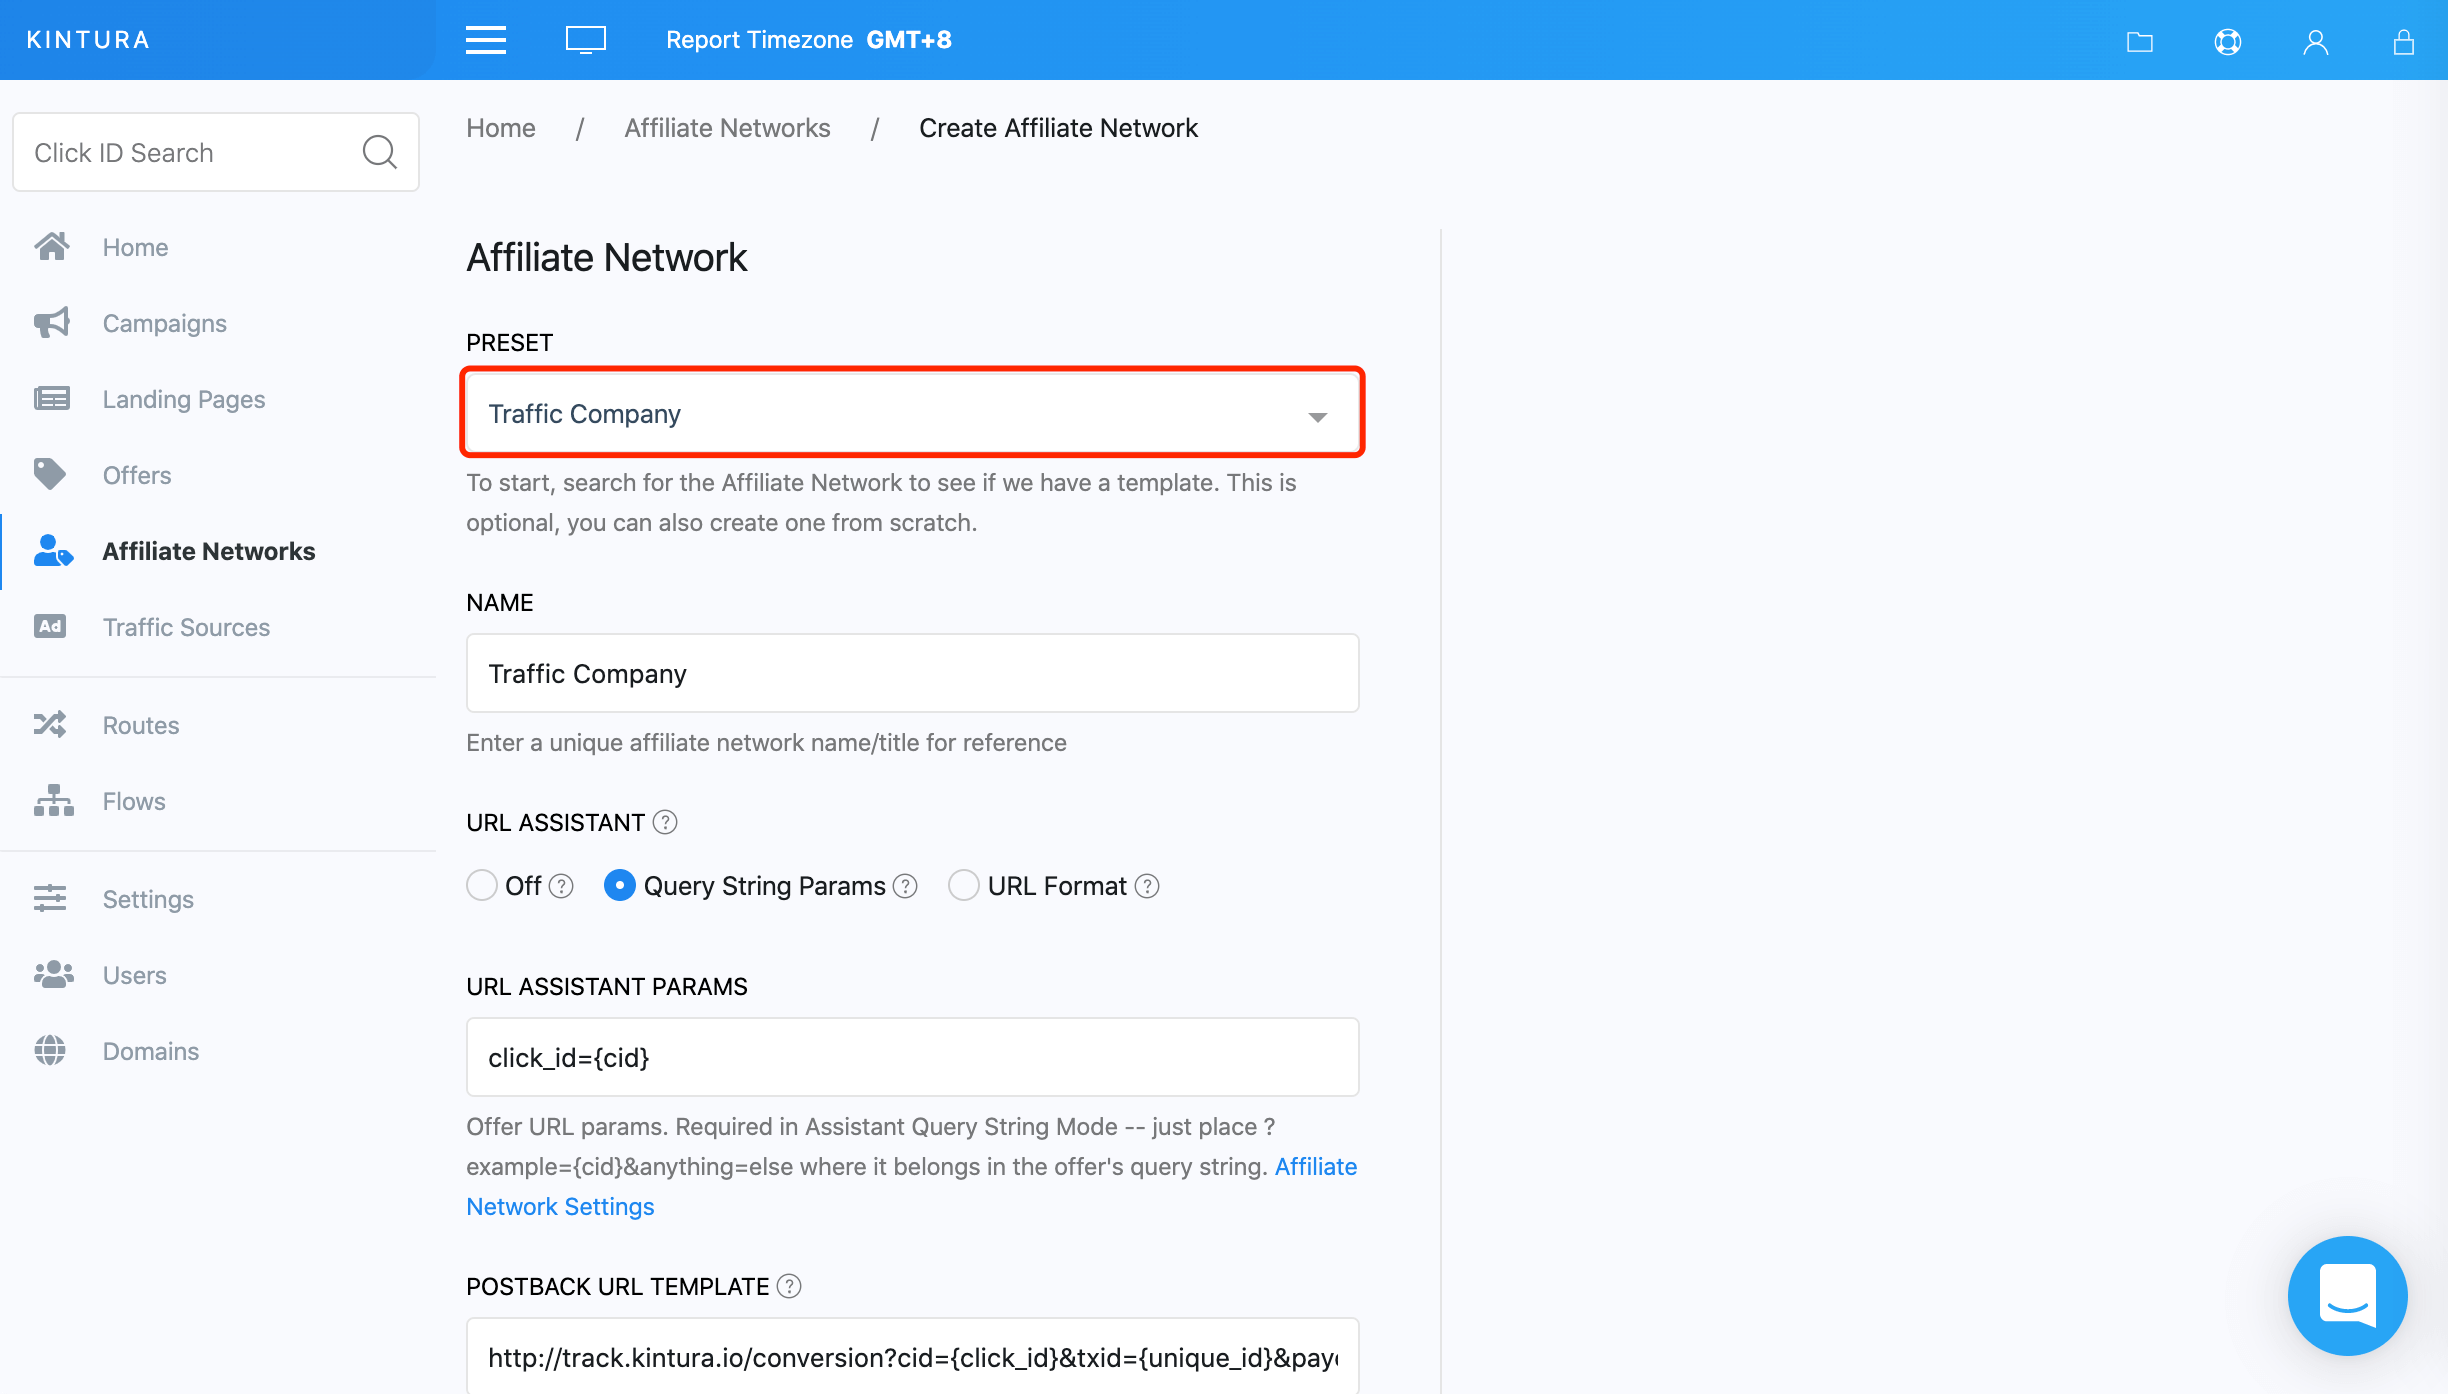 KINTURA
Report Timezone GMT+8
Click ID Search
Home
Campaigns
Landing Pages
Offers
Affiliate Networks
Ad Traffic Sources
Routes
Flows
Settings
Users
Domains
Home / Affiliate Networks / Create Affiliate Network
Affiliate Network
PRESET
Traffic Company
To start, search for the Affiliate Network to see if we have a template. This is
optional, you can also create one from scratch.
NAME
Traffic Company
Enter a unique affiliate network name/title for reference
URL ASSISTANT ?
Off ? Query String Params ? URL Format ?
URL ASSISTANT PARAMS
click_id={cid}
Offer URL params. Required in Assistant Query String Mode -- just place ?
example={cid}&anything=else where it belongs in the offer's query string. Affiliate
Network Settings
POSTBACK URL TEMPLATE ?
http://track.kintura.io/conversion?cid={click_id}&txid={unique_id}&pay